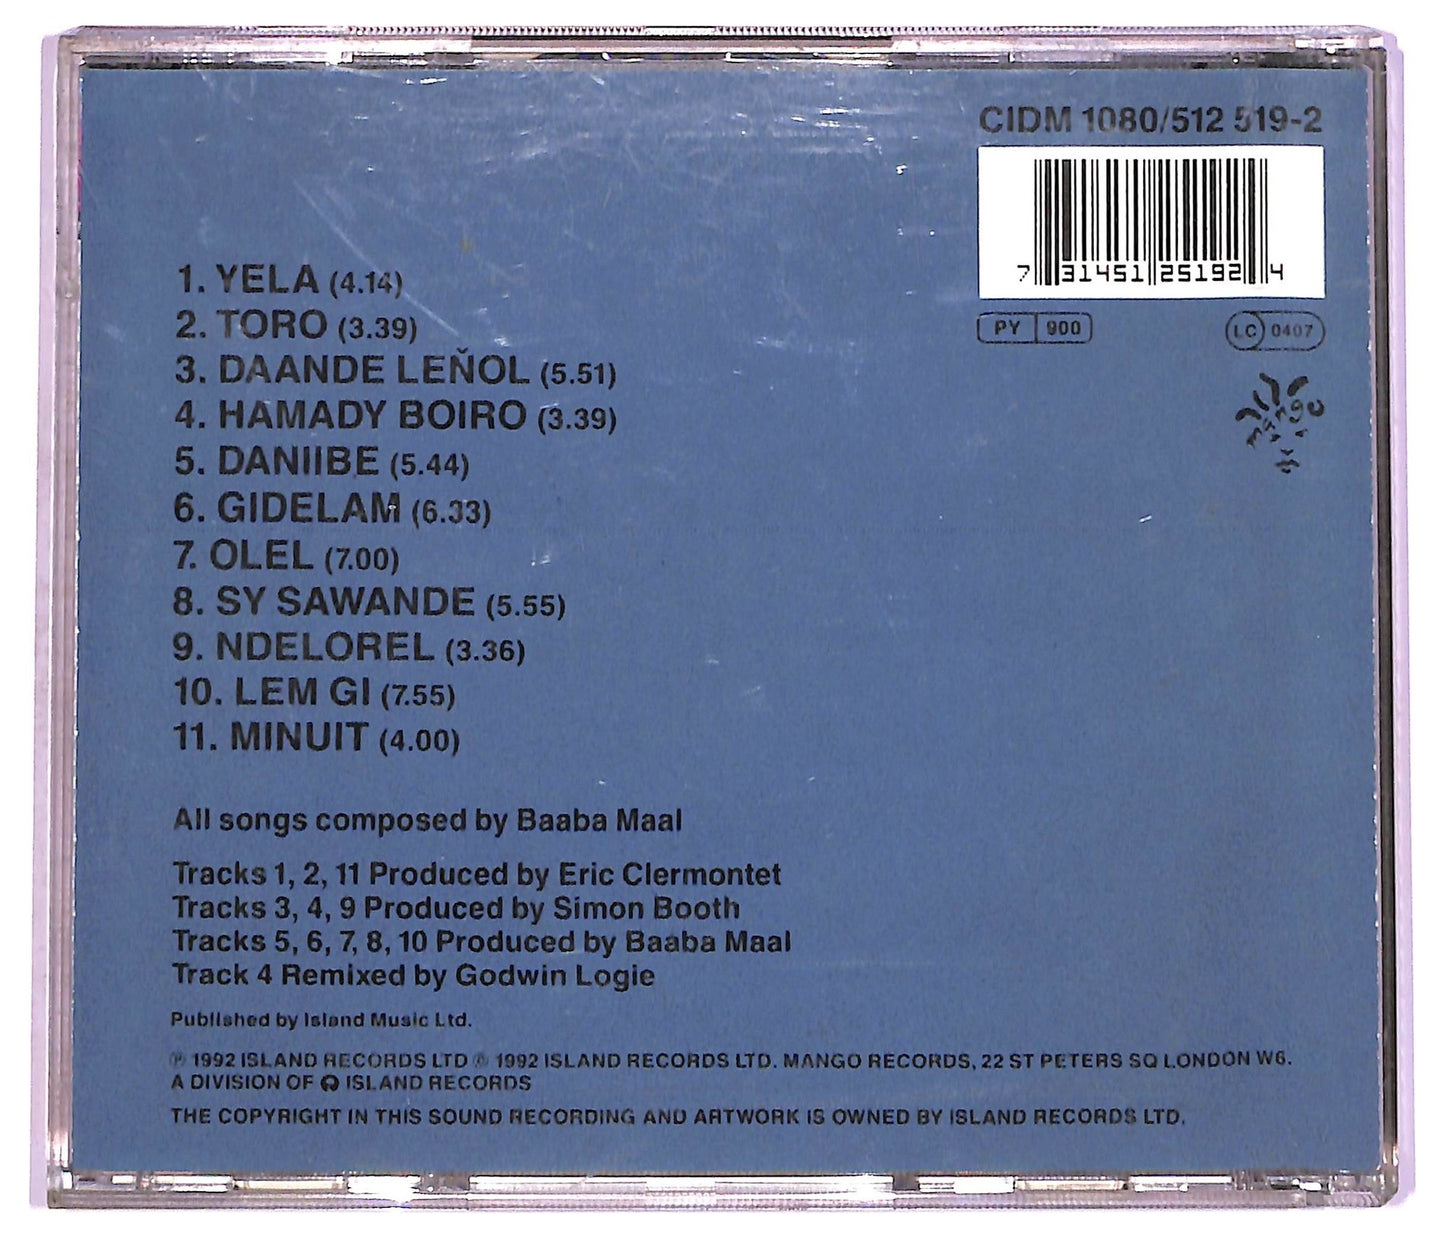 CIDM 1080/512 519-2
7 31451 25192 4
PY 900
LC 0407
mango
1. YELA (4.14)
2. TORO (3.39)
3. DAANDE LEŇOL (5.51)
4. HAMADY BOIRO (3.39)
5. DANIIBE (5.44)
6. GIDELAM (6.33)
7. OLEL (7.00)
8. SY SAWANDE (5.55)
9. NDELOREL (3.36)
10. LEM GI (7.55)
11. MINUIT (4.00)
All songs composed by Baaba Maal
Tracks 1, 2, 11 Produced by Eric Clermontet
Tracks 3, 4, 9 Produced by Simon Booth
Tracks 5, 6, 7, 8, 10 Produced by Baaba Maal
Track 4 Remixed by Godwin Logie
Published by Island Music Ltd.
℗ 1992 ISLAND RECORDS LTD © 1992 ISLAND RECORDS LTD. MANGO RECORDS, 22 ST PETERS SQ LONDON W6.
A DIVISION OF ISLAND RECORDS
THE COPYRIGHT IN THIS SOUND RECORDING AND ARTWORK IS OWNED BY ISLAND RECORDS LTD.